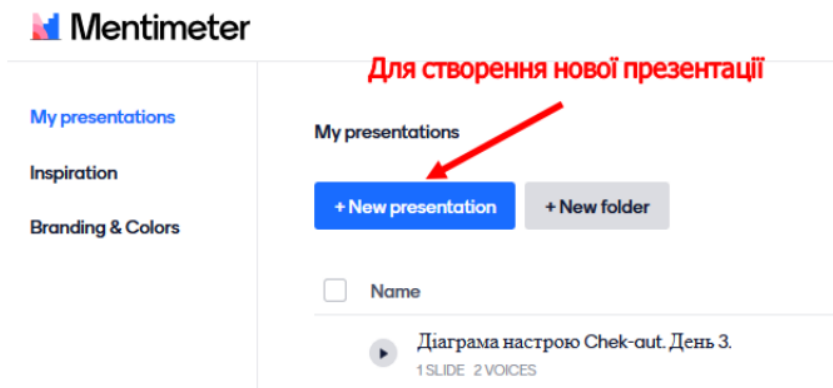 Mentimeter
Для створення нової презентації
My presentations
My presentations
Inspiration
+ New presentation
+ New folder
Branding & Colors
Name
Діаграма настрою Chek-aut. День 3.
1 SLIDE 2 VOICES